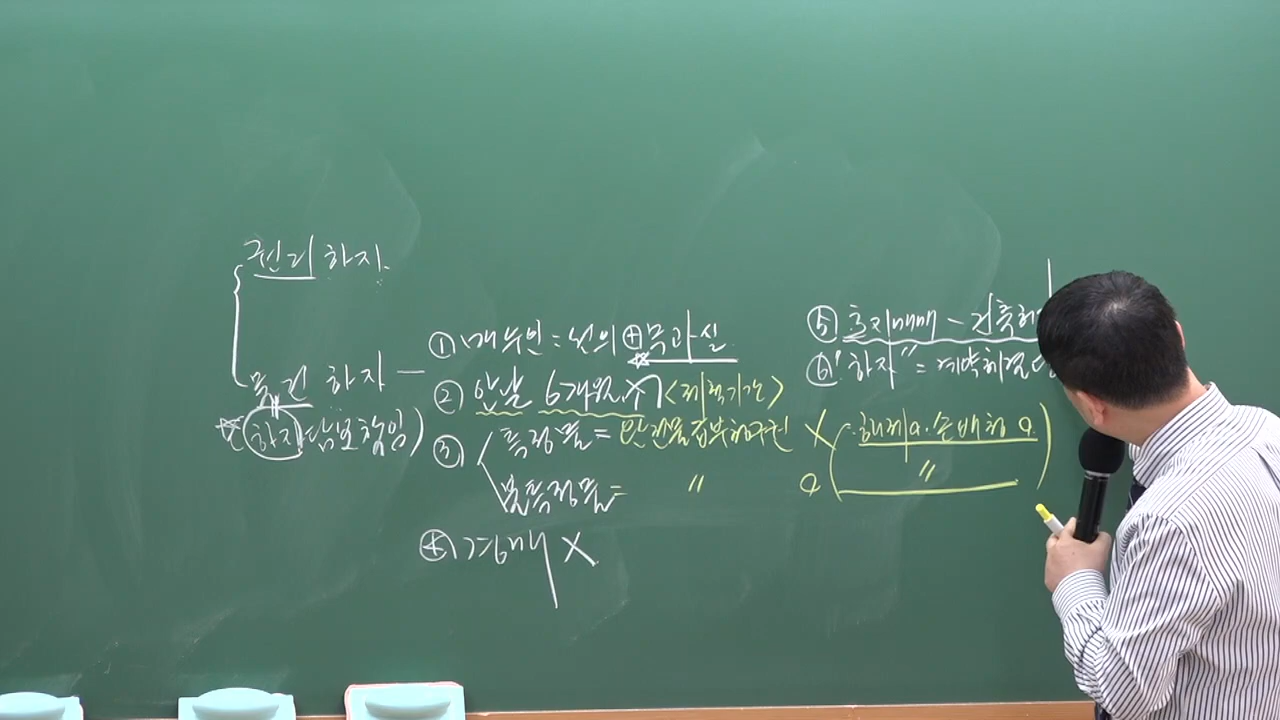 권리 하자
물건 하자 —
(하자담보책임)
① 매수인 = 선의 ⊕ 무과실
② 안날 6개월 내 <제척기간>
③ 특정물 = 완전물급부청구권 X (해제 O. 손배청 O)
불특정물 = 〃 O 〃
④ 경매 X
⑤ 토지매매 – 건축
⑥ "하자" = 계약체결